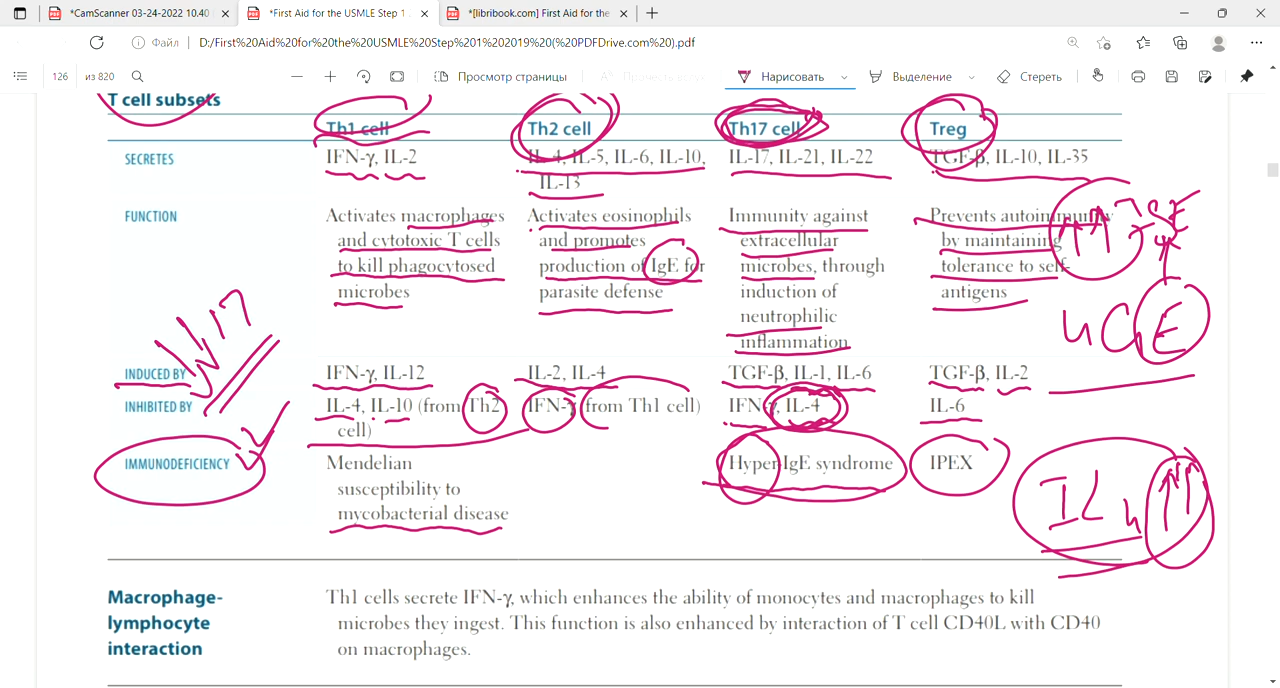 *CamScanner 03-24-2022 10.40
*First Aid for the USMLE Step 1
*[libribook.com] First Aid for the
Файл
D:/First%20Aid%20for%20the%20USMLE%20Step%201%202019%20(%20PDFDrive.com%20).pdf
126 из 820
Просмотр страницы
Нарисовать
Выделение
Стереть
T cell subsets
Th1 cell Th2 cell Th17 cell Treg
SECRETES IFN-γ, IL-2 IL-4, IL-5, IL-6, IL-10, IL-17, IL-21, IL-22 TGF-β, IL-10, IL-35
IL-13
FUNCTION Activates macrophages Activates eosinophils Immunity against Prevents autoimmunity
and cytotoxic T cells and promotes extracellular by maintaining
to kill phagocytosed production of IgE for microbes, through tolerance to self-
microbes parasite defense induction of antigens
neutrophilic
inflammation
INDUCED BY IFN-γ, IL-12 IL-2, IL-4 TGF-β, IL-1, IL-6 TGF-β, IL-2
INHIBITED BY IL-4, IL-10 (from Th2 IFN-γ (from Th1 cell) IFN-γ, IL-4 IL-6
cell)
IMMUNODEFICIENCY Mendelian Hyper-IgE syndrome IPEX
susceptibility to
mycobacterial disease
IL 4
Macrophage- Th1 cells secrete IFN-γ, which enhances the ability of monocytes and macrophages to kill
lymphocyte microbes they ingest. This function is also enhanced by interaction of T cell CD40L with CD40
interaction on macrophages.